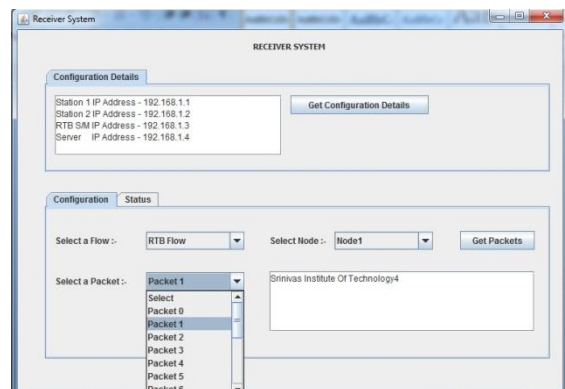 Receiver System
RECEIVER SYSTEM
Configuration Details
Station 1 IP Address - 192.168.1.1
Station 2 IP Address - 192.168.1.2
RTB S/M IP Address - 192.168.1.3
Server IP Address - 192.168.1.4
Get Configuration Details
Configuration Status
Select a Flow :- RTB Flow Select Node :- Node1 Get Packets
Select a Packet :- Packet 1 Srinivas Institute Of Technology4
Select
Packet 0
Packet 1
Packet 2
Packet 3
Packet 4
Packet 5
Packet 6